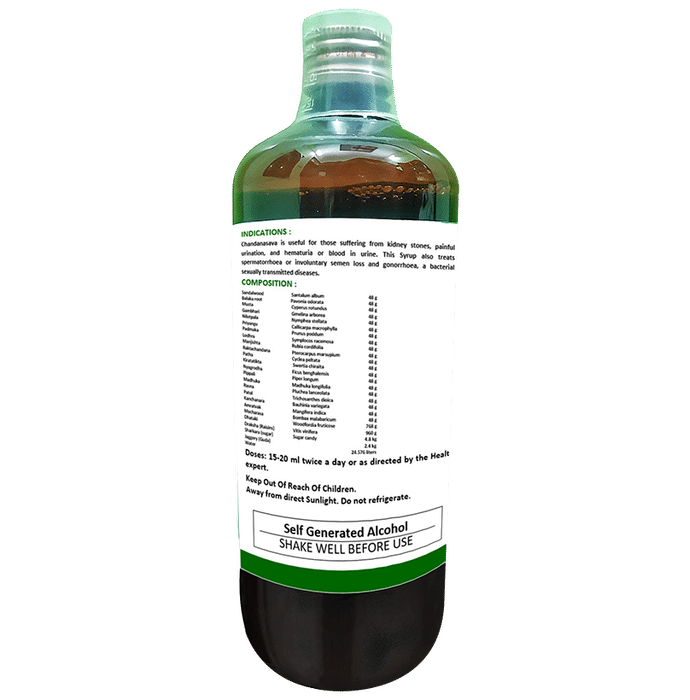 INDICATIONS :
Chandanasava is useful for those suffering from kidney stones, painful
urination, and hematuria or blood in urine. This Syrup also treats
spermatorrhoea or involuntary semen loss and gonorrhoea, a bacterial
sexually transmitted diseases.
COMPOSITION :
Sandalwood Santalum album 48 g
Balaka root Pavonia odorata 48 g
Musta Cyperus rotundus 48 g
Gambhari Gmelina arborea 48 g
Nilotpala Nymphea stellata 48 g
Priyangu Callicarpa macrophylla 48 g
Padmaka Prunus poddum 48 g
Lodhra Symplocos racemosa 48 g
Manjishta Rubia cordifolia 48 g
Raktachandana Pterocarpus marsupium 48 g
Patha Cyclea peltata 48 g
Kiratatikta Swertia chiraita 48 g
Nyagrodha Ficus benghalensis 48 g
Pippali Piper longum 48 g
Madhuka Madhuka longifolia 48 g
Rasna Pluchea lanceolata 48 g
Patol Trichosanthes dioica 48 g
Kanchanara Bauhinia variegata 48 g
Amratvak Mangifera indica 48 g
Mocharasa Bombax malabaricum 48 g
Dhataki Woodfordia fruticose 768 g
Draksha (Raisins) Vitis vinifera 960 g
Sharkara (sugar) Sugar candy 4.8 kg
Jaggery (Guda) 2.4 kg
Water 24.576 liters
Doses: 15-20 ml twice a day or as directed by the Healt
expert.
Keep Out Of Reach Of Children.
Away from direct Sunlight. Do not refrigerate.
Self Generated Alcohol
SHAKE WELL BEFORE USE